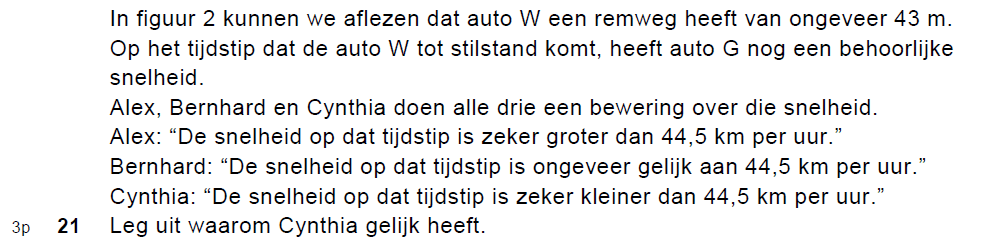 In figuur 2 kunnen we aflezen dat auto W een remweg heeft van ongeveer 43 m.
Op het tijdstip dat de auto W tot stilstand komt, heeft auto G nog een behoorlijke
snelheid.
Alex, Bernhard en Cynthia doen alle drie een bewering over die snelheid.
Alex: “De snelheid op dat tijdstip is zeker groter dan 44,5 km per uur.”
Bernhard: “De snelheid op dat tijdstip is ongeveer gelijk aan 44,5 km per uur.”
Cynthia: “De snelheid op dat tijdstip is zeker kleiner dan 44,5 km per uur.”
3p 21 Leg uit waarom Cynthia gelijk heeft.